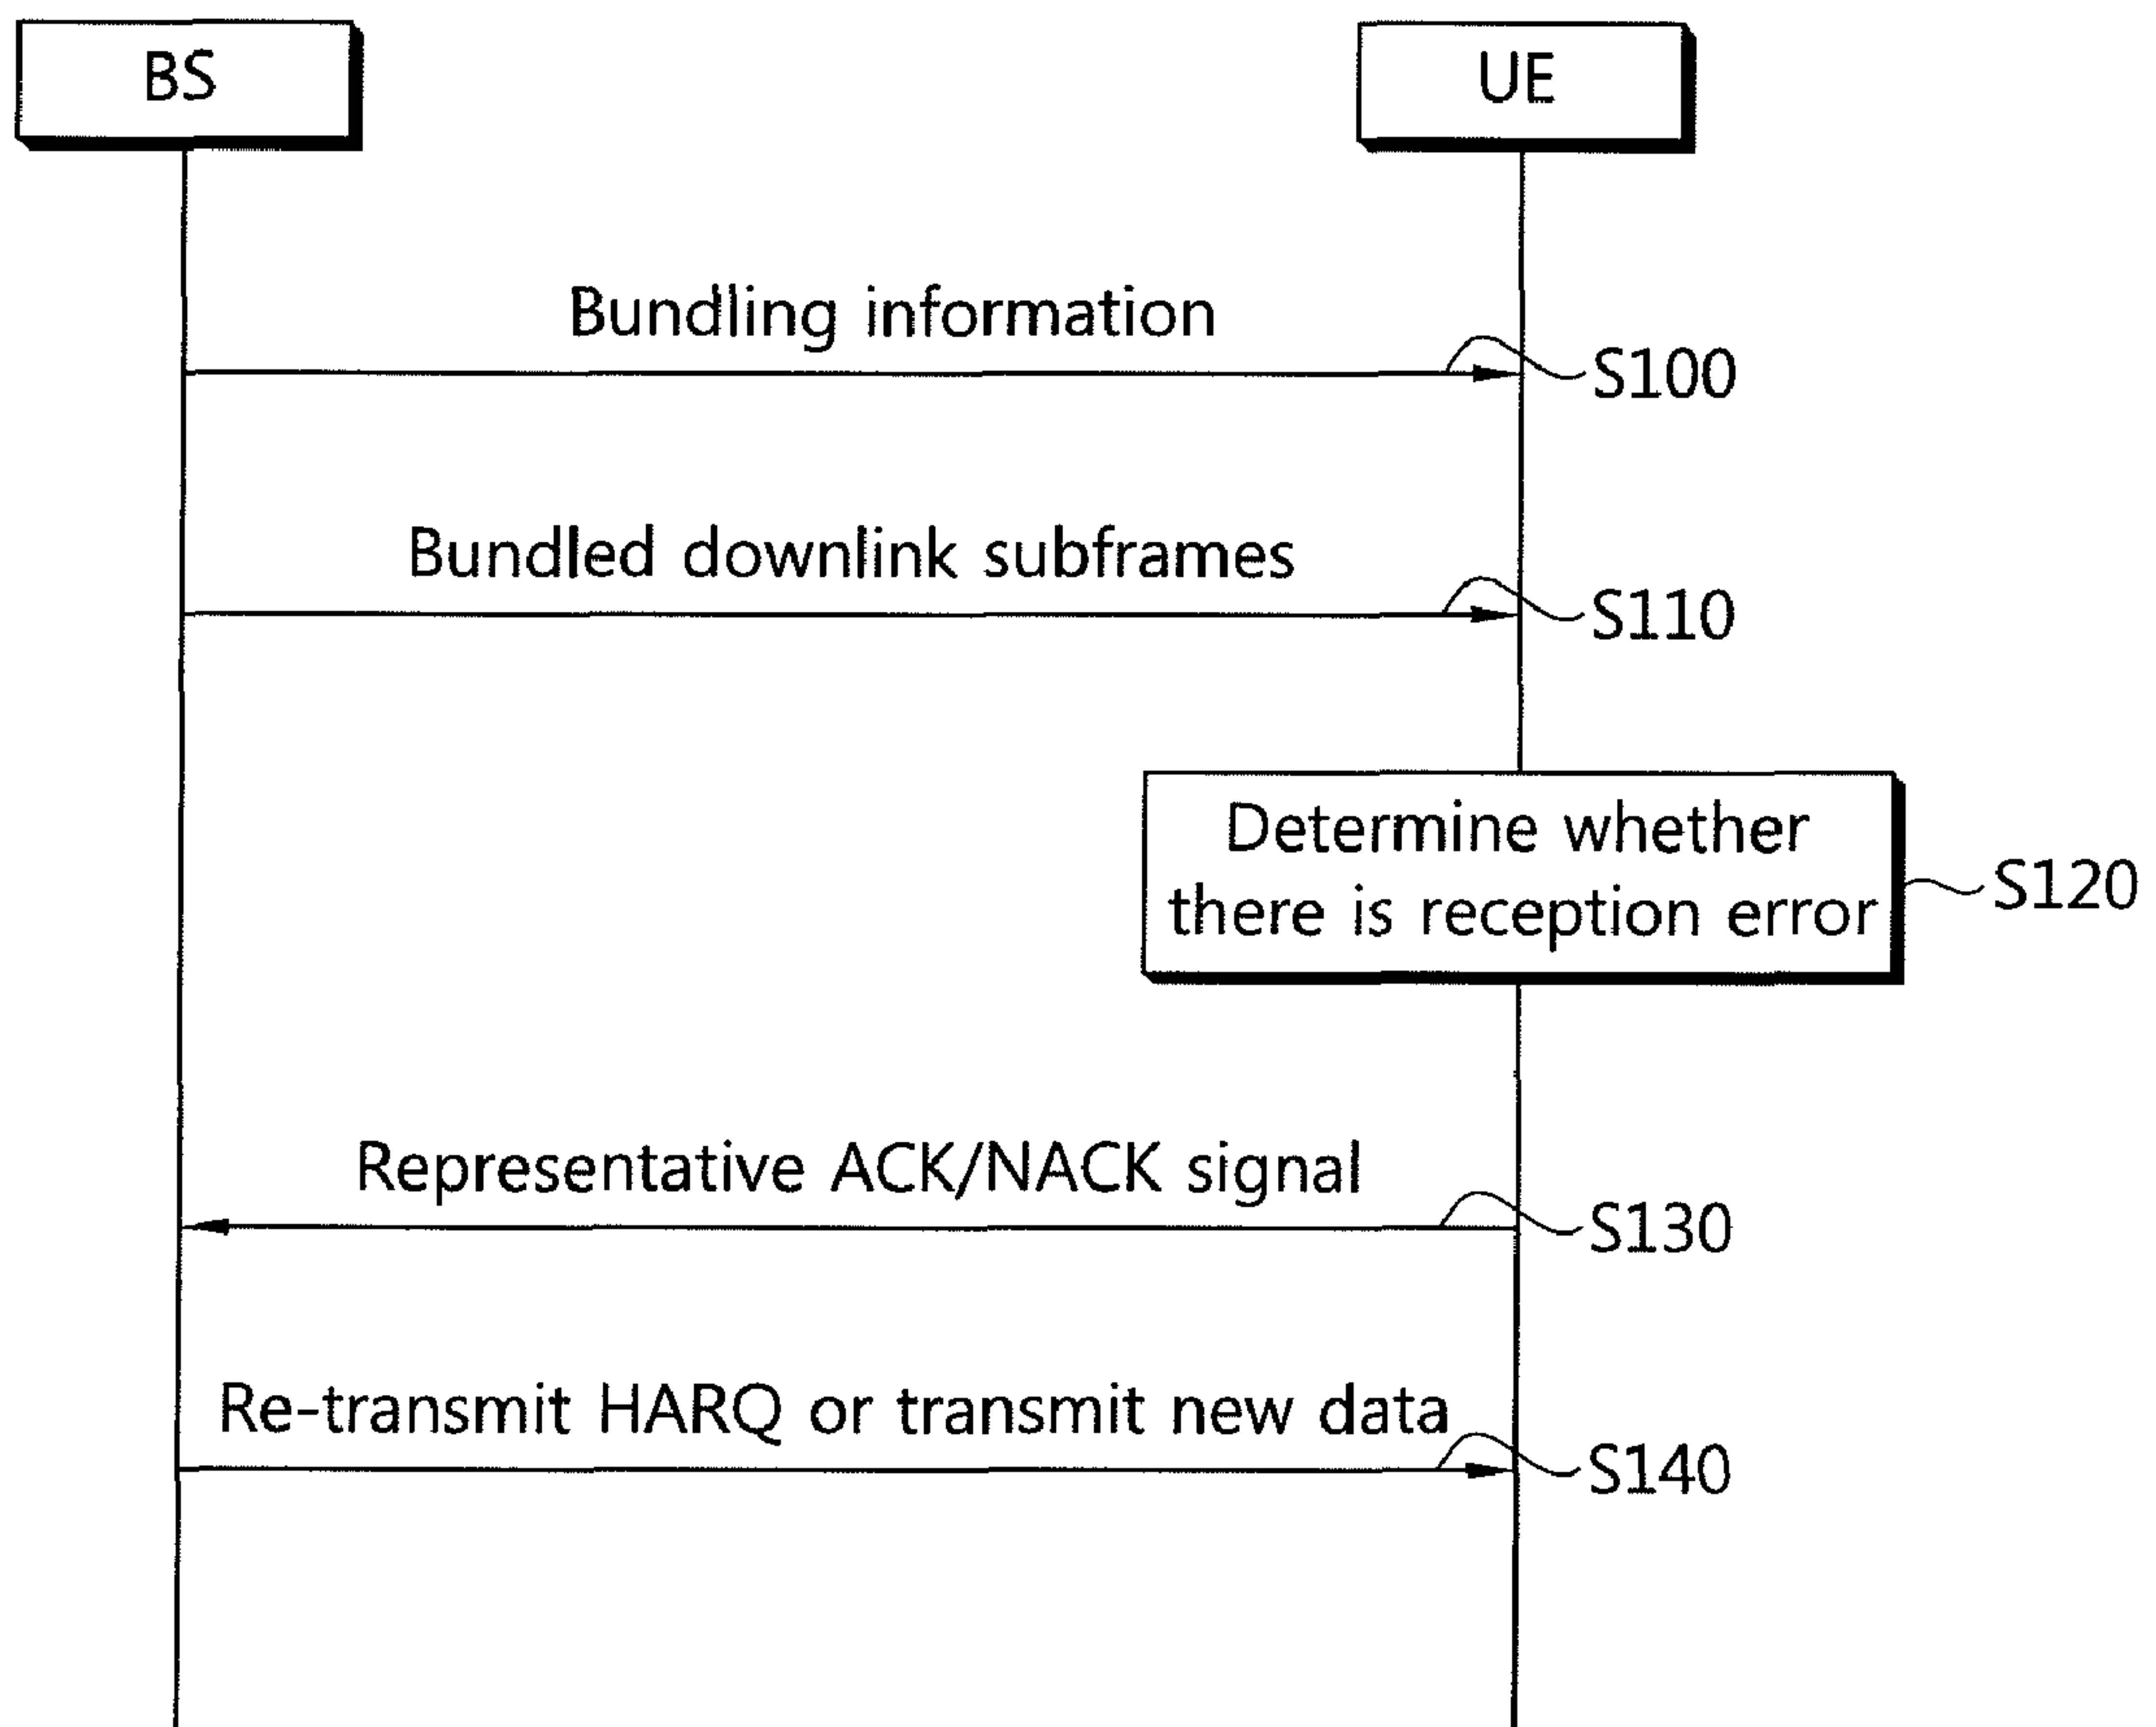 BS
UE
Bundling information
S100
Bundled downlink subframes
S110
Determine whether
there is reception error
S120
Representative ACK/NACK signal
S130
Re-transmit HARQ or transmit new data
S140